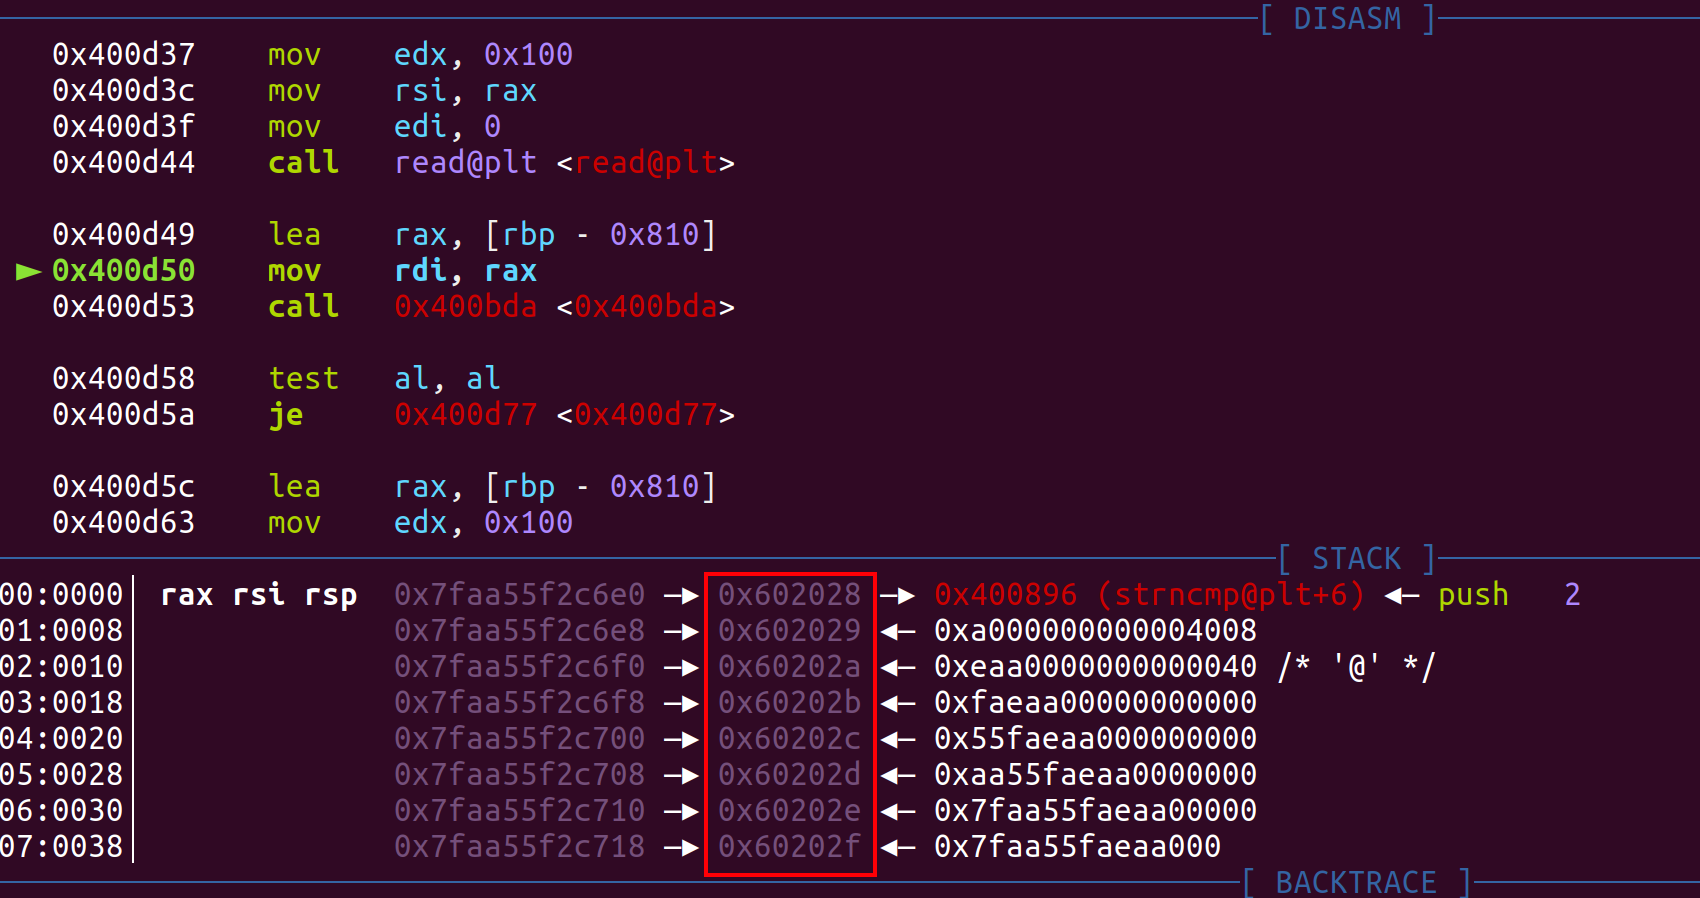 [ DISASM ]
0x400d37 mov edx, 0x100
0x400d3c mov rsi, rax
0x400d3f mov edi, 0
0x400d44 call read@plt <read@plt>
0x400d49 lea rax, [rbp - 0x810]
► 0x400d50 mov rdi, rax
0x400d53 call 0x400bda <0x400bda>
0x400d58 test al, al
0x400d5a je 0x400d77 <0x400d77>
0x400d5c lea rax, [rbp - 0x810]
0x400d63 mov edx, 0x100
[ STACK ]
00:0000│ rax rsi rsp 0x7faa55f2c6e0 —► 0x602028 —► 0x400896 (strncmp@plt+6) ◄— push 2
01:0008│ 0x7faa55f2c6e8 —► 0x602029 ◄— 0xa000000000004008
02:0010│ 0x7faa55f2c6f0 —► 0x60202a ◄— 0xeaa0000000000040 /* '@' */
03:0018│ 0x7faa55f2c6f8 —► 0x60202b ◄— 0xfaeaa00000000000
04:0020│ 0x7faa55f2c700 —► 0x60202c ◄— 0x55faeaa000000000
05:0028│ 0x7faa55f2c708 —► 0x60202d ◄— 0xaa55faeaa0000000
06:0030│ 0x7faa55f2c710 —► 0x60202e ◄— 0x7faa55faeaa00000
07:0038│ 0x7faa55f2c718 —► 0x60202f ◄— 0x7faa55faeaa000
[ BACKTRACE ]